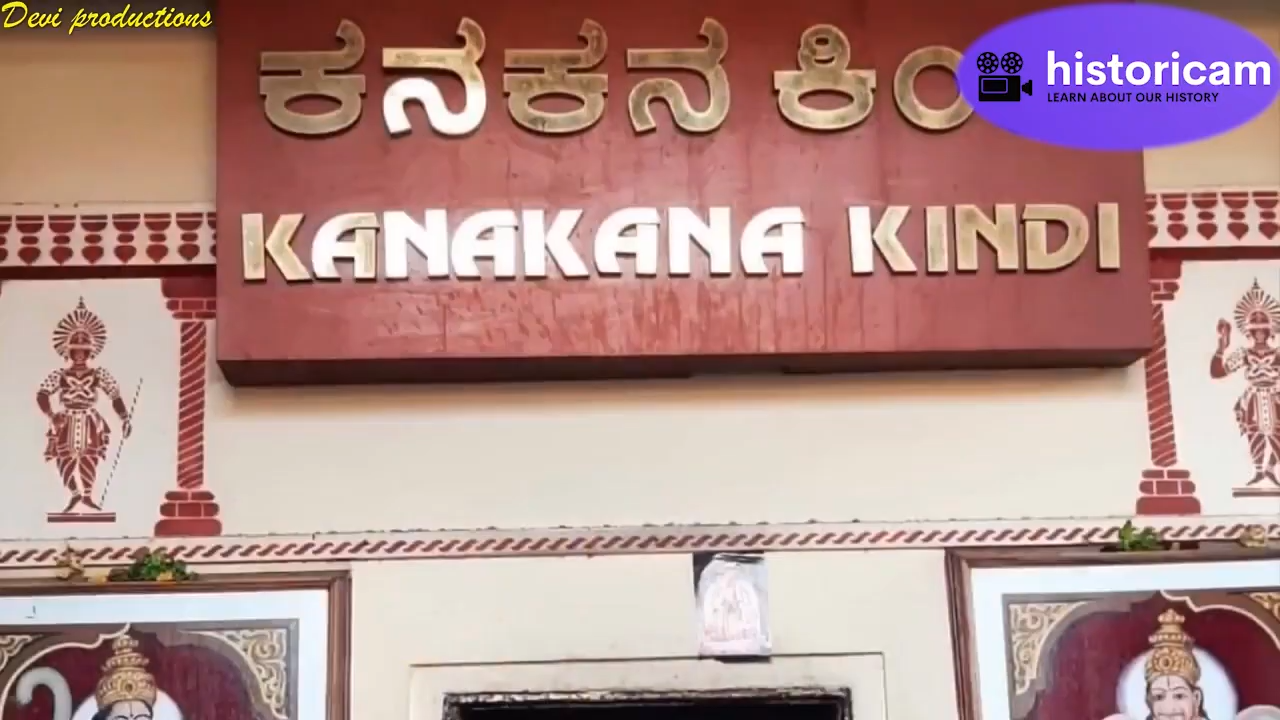 Devi productions
ಕನಕನ ಕಿಂ
historicam
LEARN ABOUT OUR HISTORY
KANAKANA KINDI